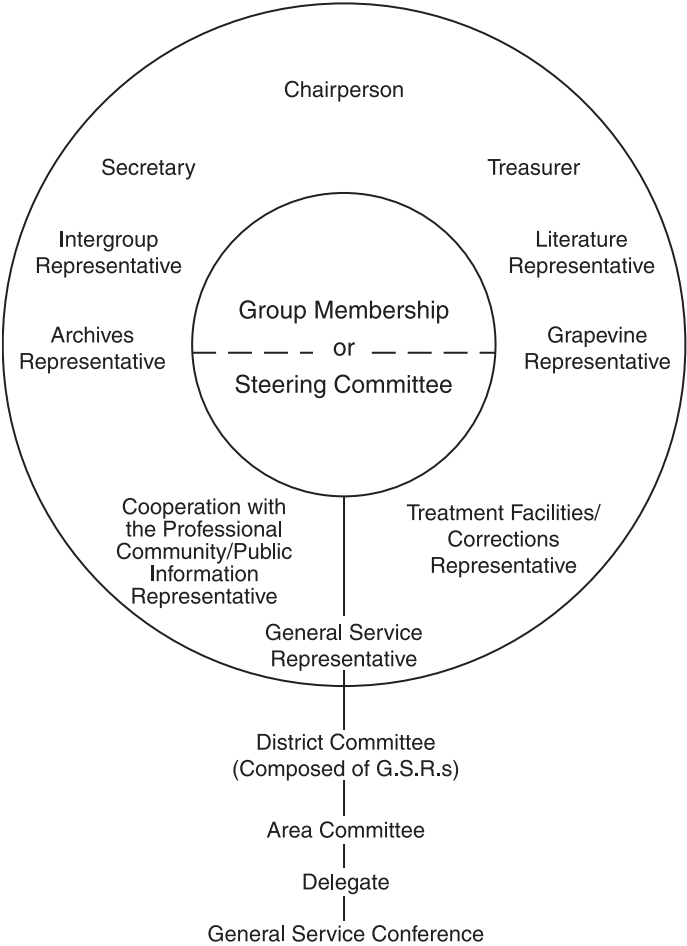 Chairperson
Secretary
Treasurer
Intergroup
Representative
Literature
Representative
Archives
Representative
Grapevine
Representative
Group Membership
or
Steering Committee
Cooperation with
the Professional
Community/Public
Information
Representative
Treatment Facilities/
Corrections
Representative
General Service
Representative
District Committee
(Composed of G.S.R.s)
Area Committee
Delegate
General Service Conference